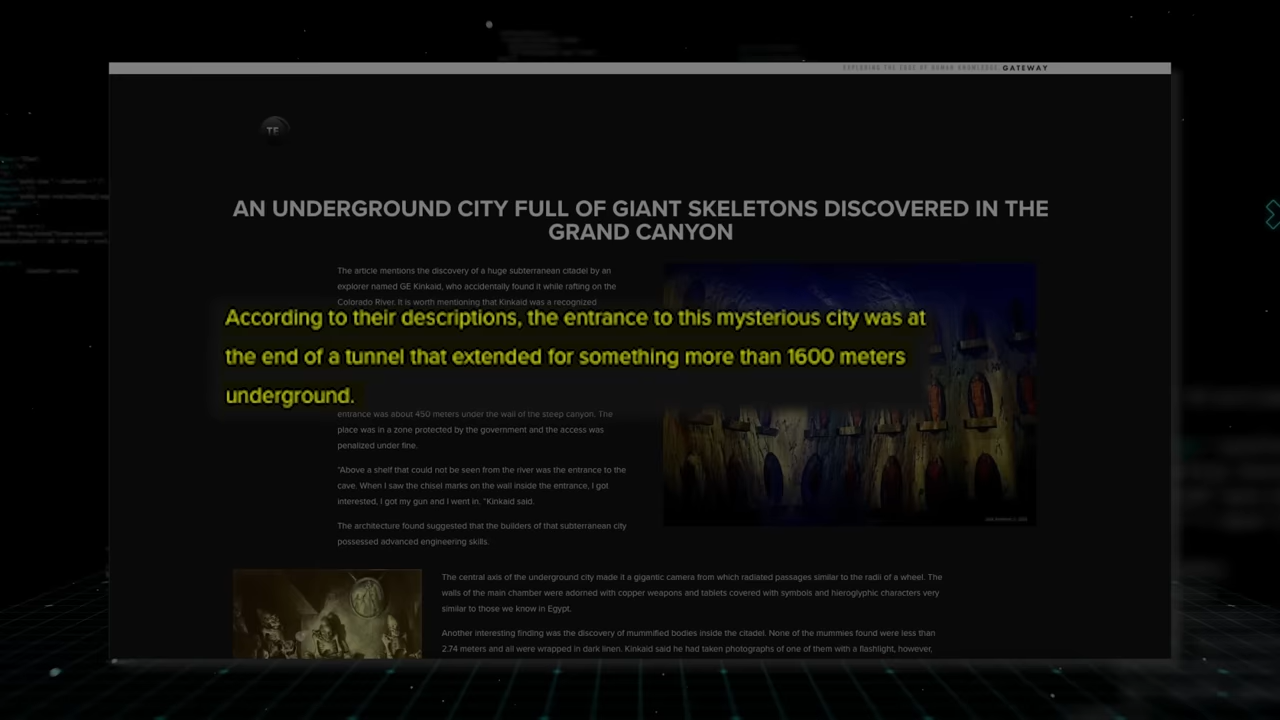 EXPLORING THE EDGE OF HUMAN KNOWLEDGE GATEWAY
TE
AN UNDERGROUND CITY FULL OF GIANT SKELETONS DISCOVERED IN THE
GRAND CANYON
The article mentions the discovery of a huge subterranean citadel by an
explorer named GE Kinkaid, who accidentally found it while rafting on the
Colorado River. It is worth mentioning that Kinkaid was a recognized
According to their descriptions, the entrance to this mysterious city was at
the end of a tunnel that extended for something more than 1600 meters
underground.
entrance was about 450 meters under the wall of the steep canyon. The
place was in a zone protected by the government and the access was
penalized under fine.
"Above a shelf that could not be seen from the river was the entrance to the
cave. When I saw the chisel marks on the wall inside the entrance, I got
interested, I got my gun and I went in. "Kinkaid said.
The architecture found suggested that the builders of that subterranean city
possessed advanced engineering skills.
The central axis of the underground city made it a gigantic camera from which radiated passages similar to the radii of a wheel. The
walls of the main chamber were adorned with copper weapons and tablets covered with symbols and hieroglyphic characters very
similar to those we know in Egypt.
Another interesting finding was the discovery of mummified bodies inside the citadel. None of the mummies found were less than
2.74 meters and all were wrapped in dark linen. Kinkaid said he had taken photographs of one of them with a flashlight, however,